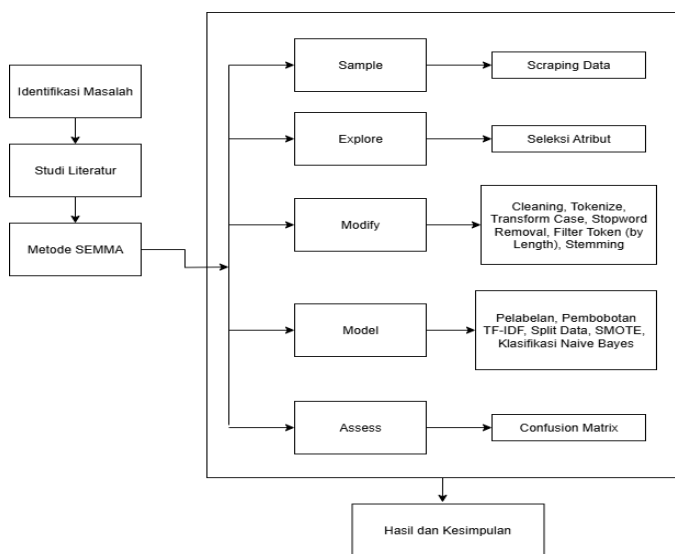 Identifikasi Masalah
Studi Literatur
Metode SEMMA
Sample
Scraping Data
Explore
Seleksi Atribut
Modify
Cleaning, Tokenize,
Transform Case, Stopword
Removal, Filter Token (by
Length), Stemming
Model
Pelabelan, Pembobotan
TF-IDF, Split Data, SMOTE,
Klasifikasi Naive Bayes
Assess
Confusion Matrix
Hasil dan Kesimpulan